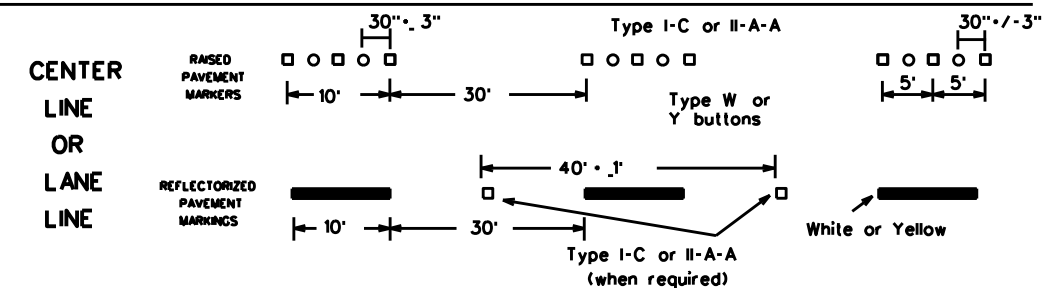 30"•_ 3"
Type I-C or II-A-A
30"•/-3"
CENTER
LINE
OR
LANE
LINE
RAISED
PAVEMENT
MARKERS
10'
30'
5'
5'
Type W or
Y buttons
40' • _1'
REFLECTORIZED
PAVEMENT
MARKINGS
10'
30'
Type I-C or II-A-A
(when required)
White or Yellow